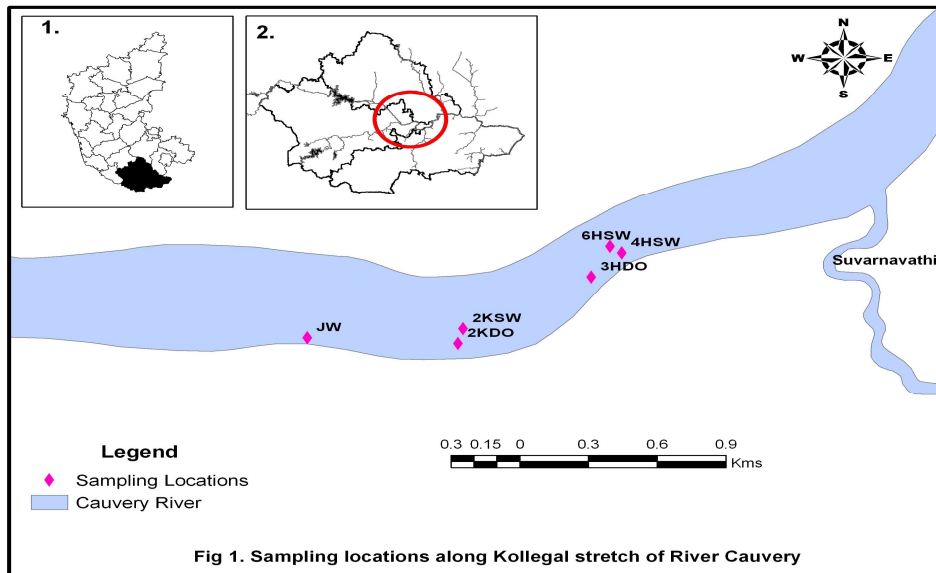 1.
2.
N
W E
S
6HSW
4HSW
3HDO
Suvarnavathi
2KSW
JW
2KDO
0.3 0.15 0 0.3 0.6 0.9
Kms
Legend
Sampling Locations
Cauvery River
Fig 1. Sampling locations along Kollegal stretch of River Cauvery